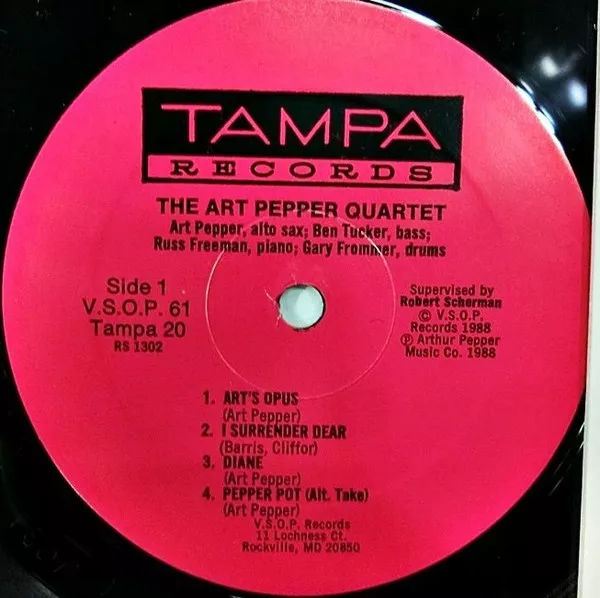 TAMPA
RECORDS
THE ART PEPPER QUARTET
Art Pepper, alto sax; Ben Tucker, bass;
Russ Freeman, piano; Gary Frommer, drums
Side 1
V.S.O.P. 61
Tampa 20
RS 1302
Supervised by
Robert Scherman
© V.S.O.P.
Records 1988
℗ Arthur Pepper
Music Co. 1988
1. ART'S OPUS
(Art Pepper)
2. I SURRENDER DEAR
(Barris, Cliffor)
3. DIANE
(Art Pepper)
4. PEPPER POT (Alt. Take)
(Art Pepper)
V.S.O.P. Records
11 Lochness Ct.
Rockville, MD 20850